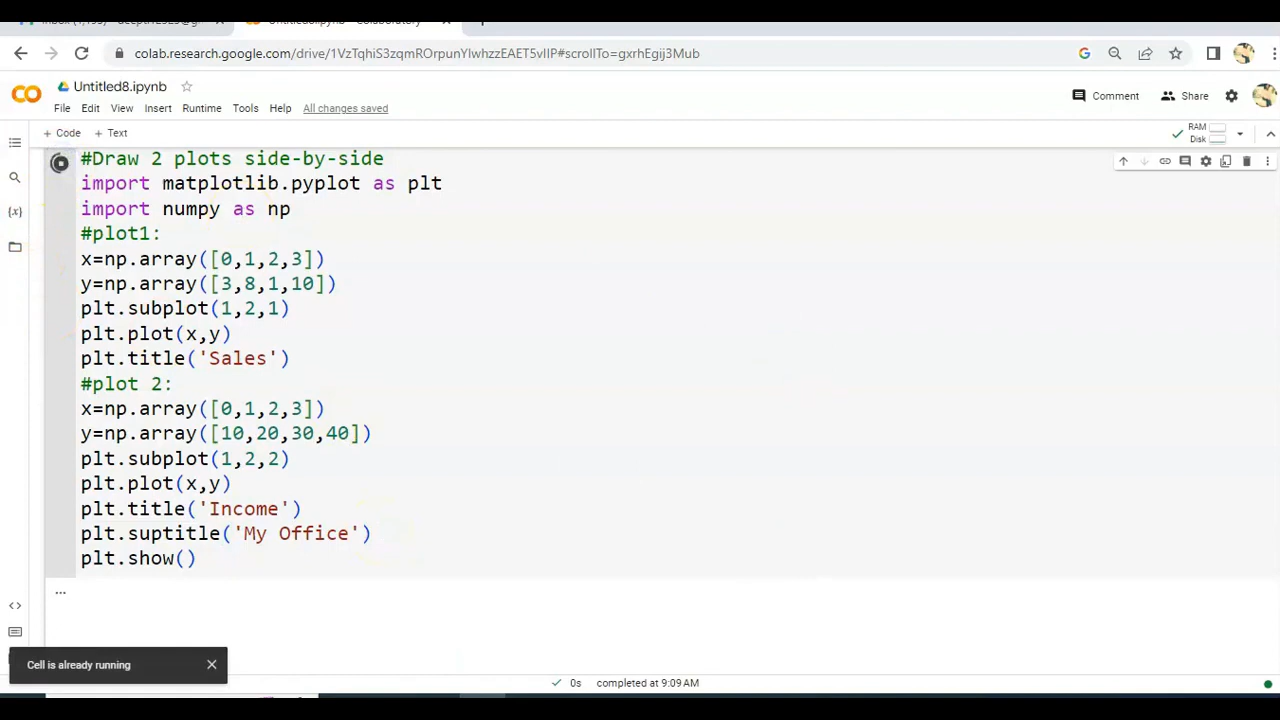 colab.research.google.com/drive/1VzTqhiS3zqmROrpunYlwhzzEAET5vIIP#scrollTo=gxrhEgij3Mub
Untitled8.ipynb
File Edit View Insert Runtime Tools Help All changes saved
Comment Share
+ Code + Text
RAM
Disk
#Draw 2 plots side-by-side
import matplotlib.pyplot as plt
import numpy as np
#plot1:
x=np.array([0,1,2,3])
y=np.array([3,8,1,10])
plt.subplot(1,2,1)
plt.plot(x,y)
plt.title('Sales')
#plot 2:
x=np.array([0,1,2,3])
y=np.array([10,20,30,40])
plt.subplot(1,2,2)
plt.plot(x,y)
plt.title('Income')
plt.suptitle('My Office')
plt.show()
...
Cell is already running
0s completed at 9:09 AM